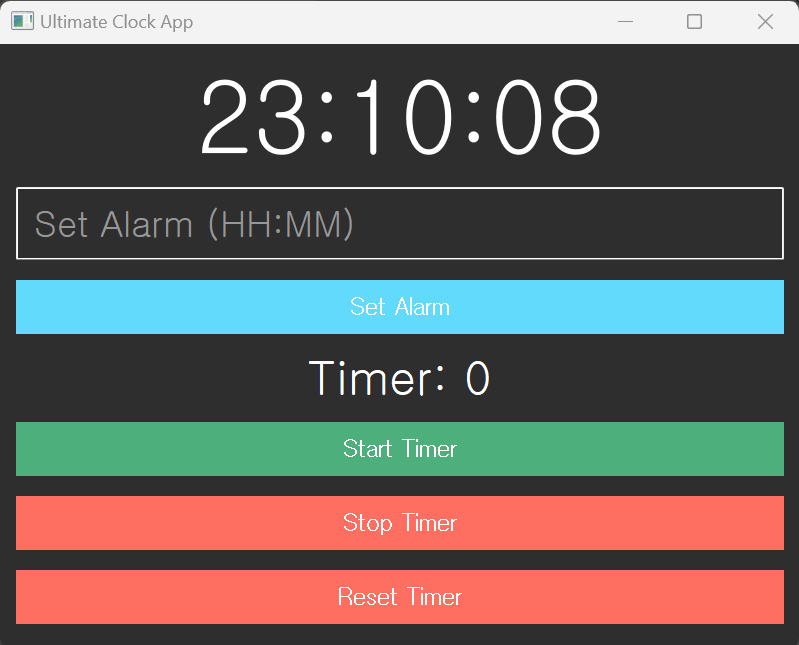 Ultimate Clock App
23:10:08
Set Alarm (HH:MM)
Set Alarm
Timer: 0
Start Timer
Stop Timer
Reset Timer